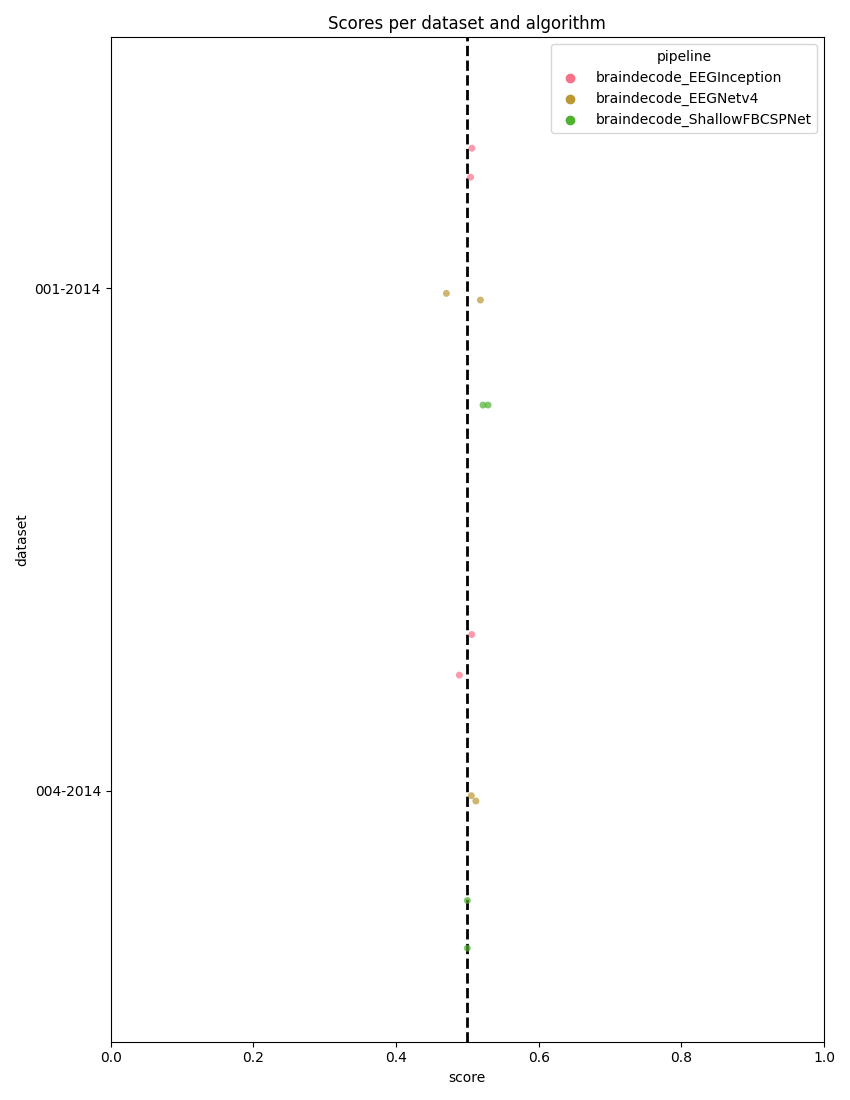 Scores per dataset and algorithm
pipeline
braindecode_EEGInception
braindecode_EEGNetv4
braindecode_ShallowFBCSPNet
001-2014
dataset
004-2014
0.0 0.2 0.4 0.6 0.8 1.0
score